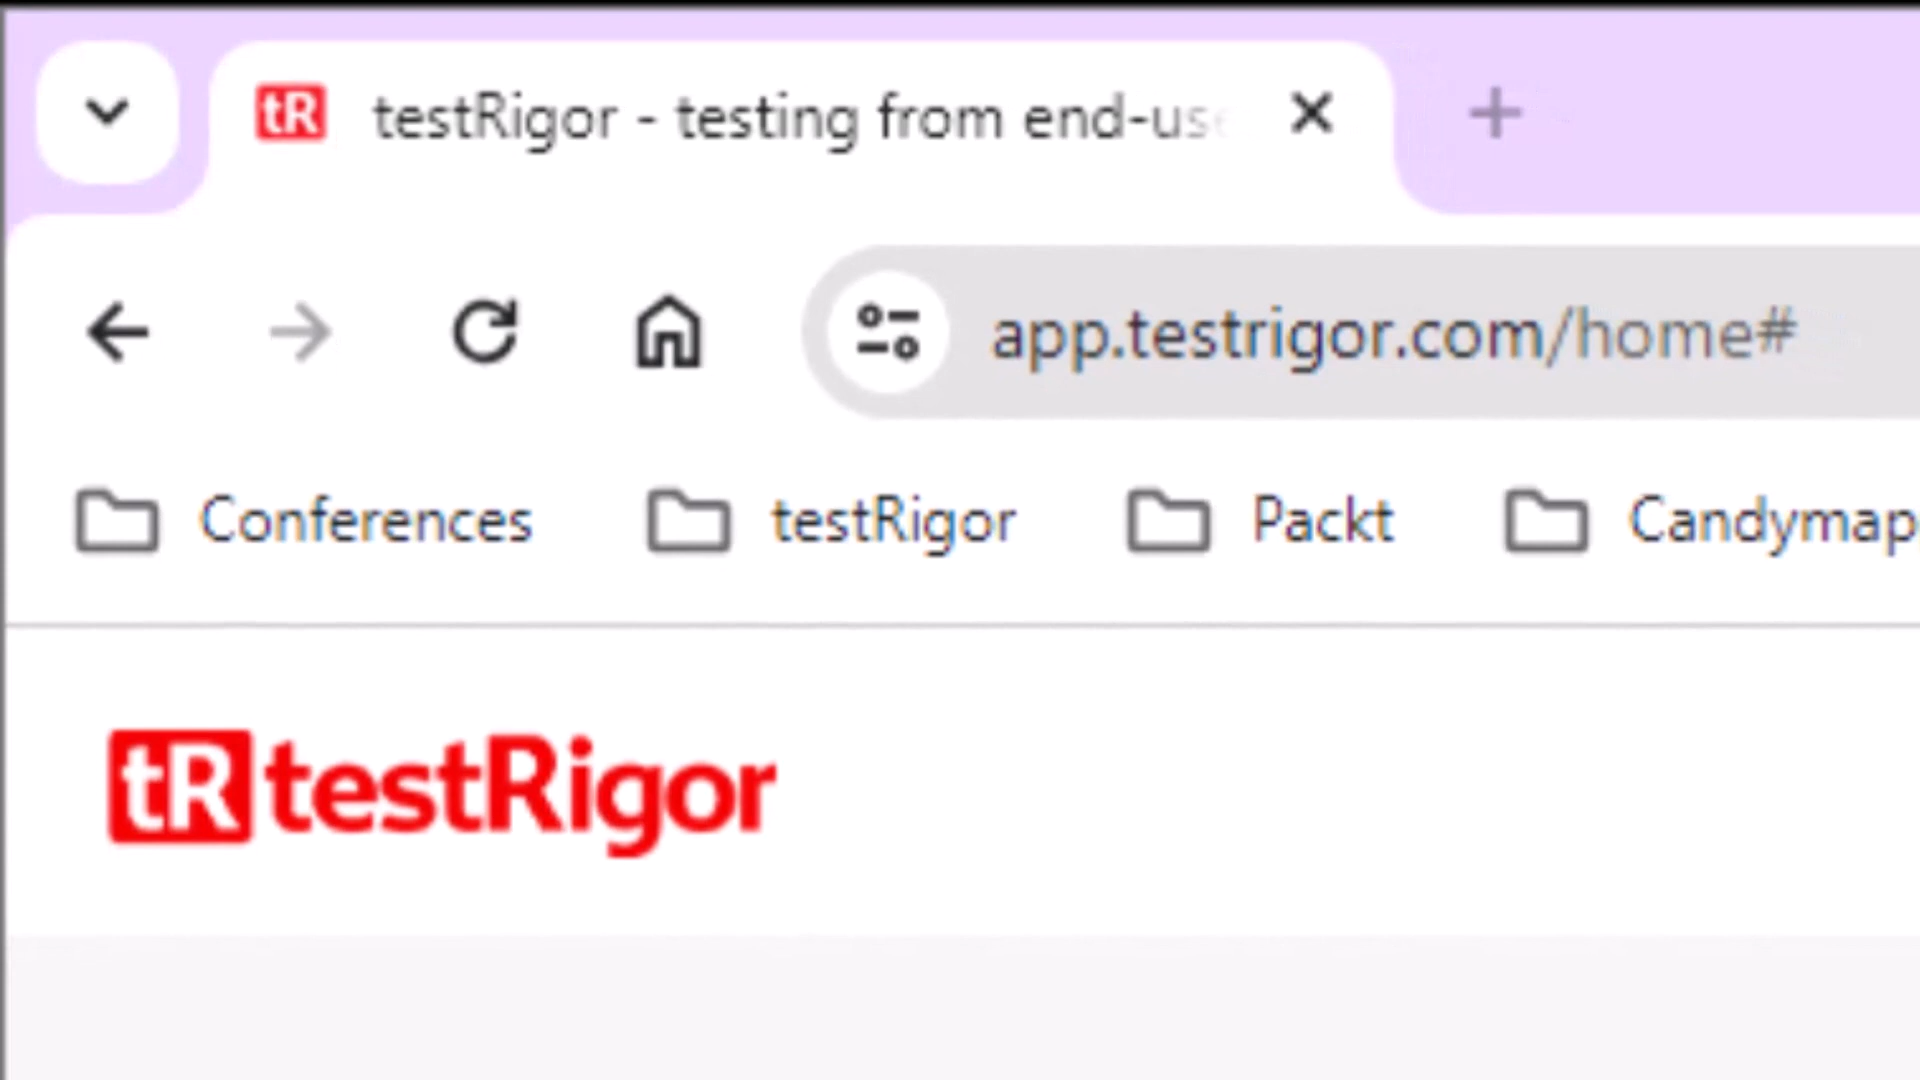 tR testRigor - testing from end-us
app.testrigor.com/home#
Conferences testRigor Packt Candymap
tR testRigor